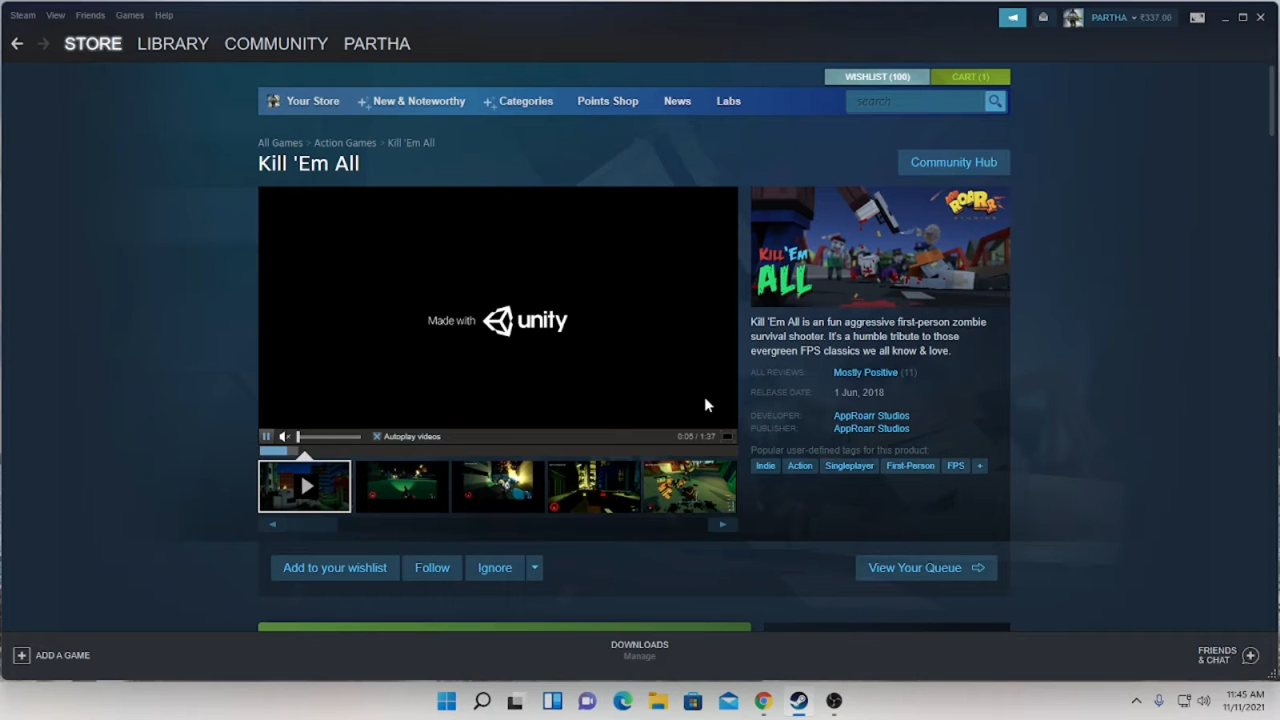 Steam View Friends Games Help
PARTHA ₹337.00
STORE LIBRARY COMMUNITY PARTHA
WISHLIST (100) CART (1)
Your Store New & Noteworthy Categories Points Shop News Labs search
All Games > Action Games > Kill 'Em All
Kill 'Em All
Community Hub
Made with unity
ROAR
STUDIOS
KILL'EM
ALL
Kill 'Em All is an fun aggressive first-person zombie
survival shooter. It's a humble tribute to those
evergreen FPS classics we all know & love.
ALL REVIEWS: Mostly Positive (11)
RELEASE DATE: 1 Jun, 2018
DEVELOPER: AppRoarr Studios
PUBLISHER: AppRoarr Studios
Popular user-defined tags for this product:
Indie Action Singleplayer First-Person FPS +
Autoplay videos 0:05 / 1:37
Add to your wishlist Follow Ignore View Your Queue
ADD A GAME
DOWNLOADS
Manage
FRIENDS
& CHAT
11:45 AM
11/11/2021